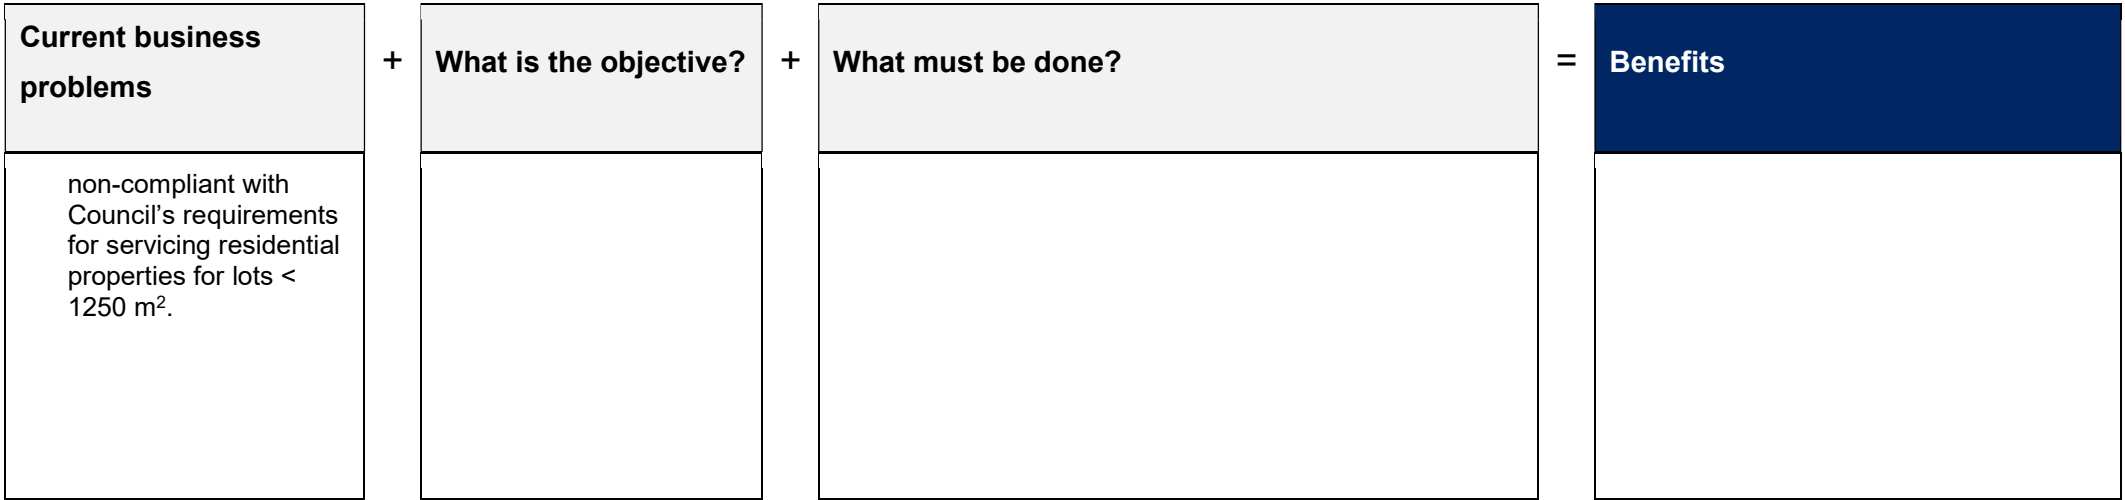 Current business
problems
+
What is the objective?
+
What must be done?
=
Benefits
non-compliant with
Council’s requirements
for servicing residential
properties for lots <
1250 m².